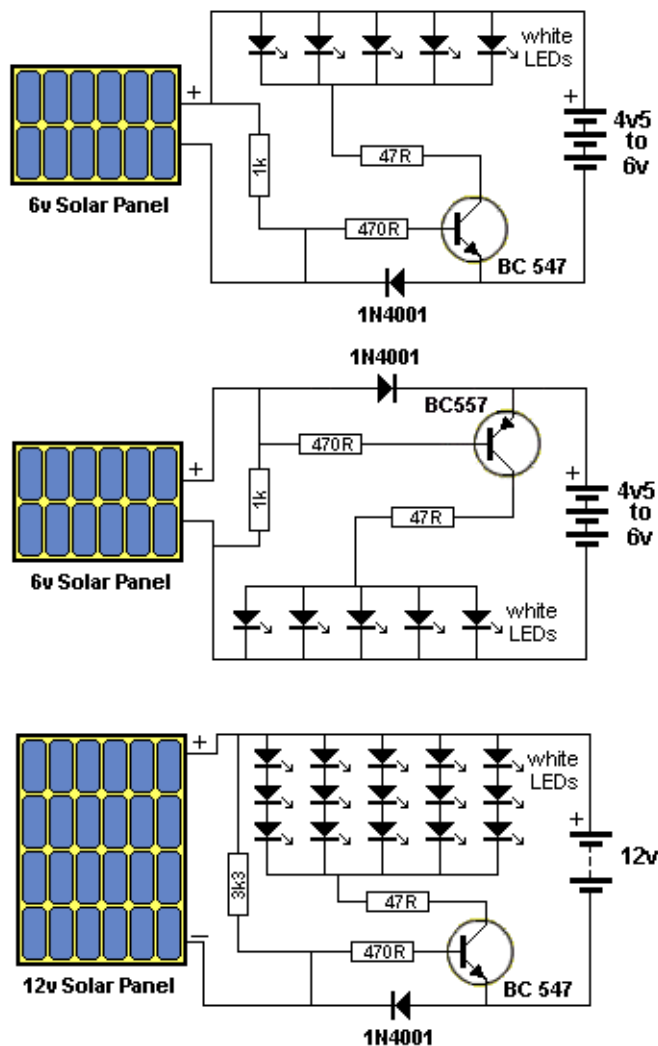 white
LEDs
+
+
4v5
to
6v
47R
1k
6v Solar Panel
470R
BC 547
1N4001
1N4001
BC557
470R
+
+
4v5
to
6v
1k
47R
6v Solar Panel
white
LEDs
+
white
LEDs
+
12v
3k3
47R
470R
–
12v Solar Panel
BC 547
1N4001